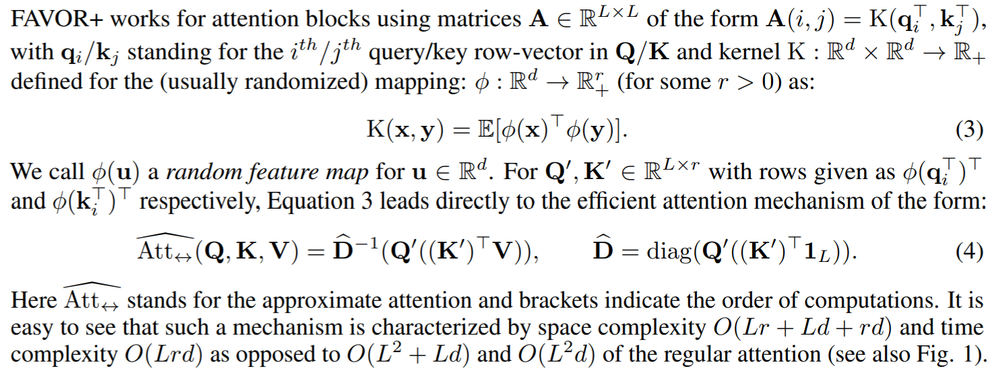 FAVOR+ works for attention blocks using matrices $\mathbf{A} \in \mathbb{R}^{L \times L}$ of the form $\mathbf{A}(i, j) = \mathrm{K}(\mathbf{q}_i^\top, \mathbf{k}_j^\top)$,
with $\mathbf{q}_i/\mathbf{k}_j$ standing for the $i^{th}/j^{th}$ query/key row-vector in $\mathbf{Q}/\mathbf{K}$ and kernel $\mathrm{K} : \mathbb{R}^d \times \mathbb{R}^d \to \mathbb{R}_+$
defined for the (usually randomized) mapping: $\phi : \mathbb{R}^d \to \mathbb{R}_+^r$ (for some $r > 0$) as:
$\mathrm{K}(\mathbf{x}, \mathbf{y}) = \mathbb{E}[\phi(\mathbf{x})^\top \phi(\mathbf{y})].$ (3)
We call $\phi(\mathbf{u})$ a random feature map for $\mathbf{u} \in \mathbb{R}^d$. For $\mathbf{Q}', \mathbf{K}' \in \mathbb{R}^{L \times r}$ with rows given as $\phi(\mathbf{q}_i^\top)^\top$
and $\phi(\mathbf{k}_i^\top)^\top$ respectively, Equation 3 leads directly to the efficient attention mechanism of the form:
$\widehat{\mathrm{Att}_{\leftrightarrow}}(\mathbf{Q}, \mathbf{K}, \mathbf{V}) = \widehat{\mathbf{D}}^{-1}(\mathbf{Q}'((\mathbf{K}')^\top \mathbf{V})), \quad \widehat{\mathbf{D}} = \mathrm{diag}(\mathbf{Q}'((\mathbf{K}')^\top \mathbf{1}_L)).$ (4)
Here $\widehat{\mathrm{Att}_{\leftrightarrow}}$ stands for the approximate attention and brackets indicate the order of computations. It is
easy to see that such a mechanism is characterized by space complexity $O(Lr + Ld + rd)$ and time
complexity $O(Lrd)$ as opposed to $O(L^2 + Ld)$ and $O(L^2d)$ of the regular attention (see also Fig. 1).